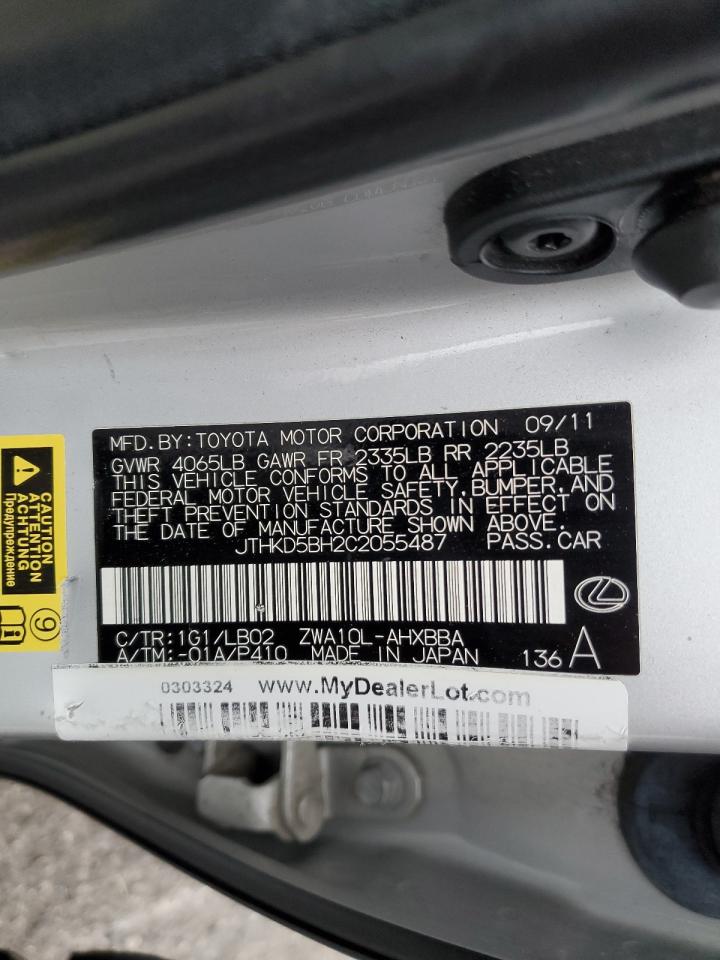 MFD. BY: TOYOTA MOTOR CORPORATION 09/11
GVWR 4065LB GAWR FR 2335LB RR 2235LB
THIS VEHICLE CONFORMS TO ALL APPLICABLE
FEDERAL MOTOR VEHICLE SAFETY, BUMPER, AND
THEFT PREVENTION STANDARDS IN EFFECT ON
THE DATE OF MANUFACTURE SHOWN ABOVE.
JTHKD5BH2C2055487 PASS. CAR
C/TR:1G1/LB02 ZWA10L-AHXBBA
A/TM:-01A/P410 MADE IN JAPAN 136 A
0303324 www.MyDealerLot.com
CAUTION
ATTENTION
ACHTUNG
Предупреждение
9